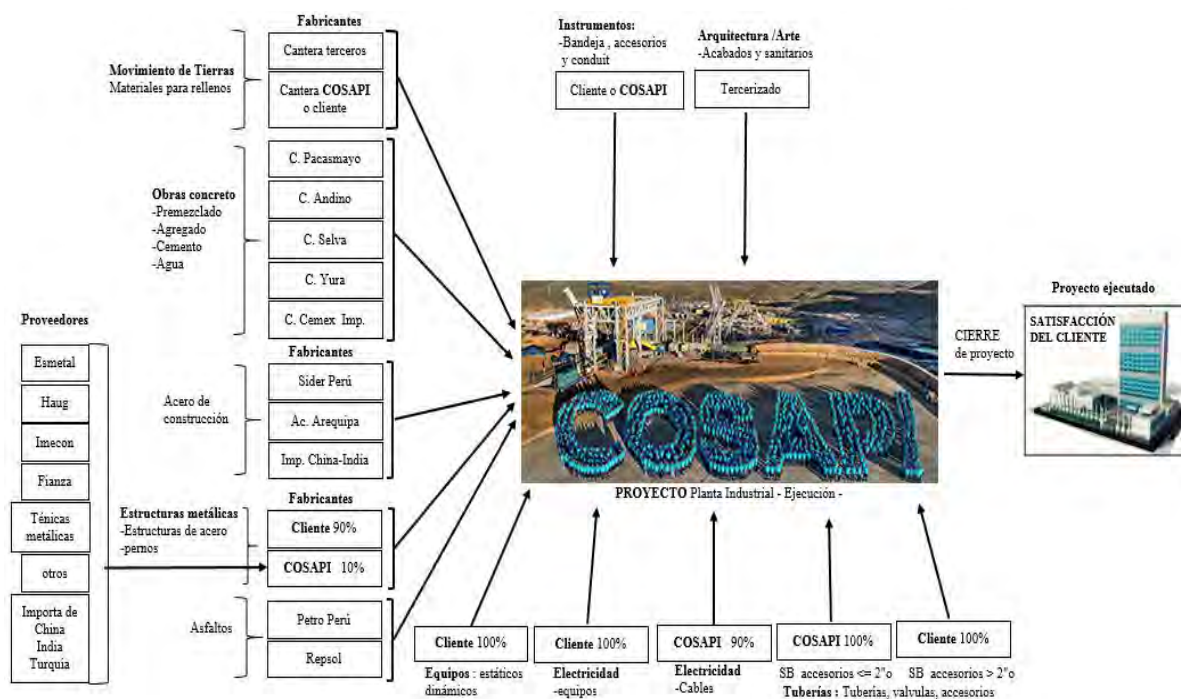 Fabricantes
Cantera terceros
Movimiento de Tierras
Materiales para rellenos
Cantera COSAPI
o cliente
Instrumentos:
-Bandeja , accesorios
y conduit
Cliente o COSAPI
Arquitectura /Arte
-Acabados y sanitarios
Tercerizado
C. Pacasmayo
C. Andino
Obras concreto
-Premezclado
-Agregado
-Cemento
-Agua
C. Selva
C. Yura
C. Cemex Imp.
Proveedores
Esmetal
Haug
Imecon
Fianza
Ténicas
metálicas
otros
Importa de
China
India
Turquía
Fabricantes
Sider Perú
Acero de
construcción
Ac. Arequipa
Imp. China-India
Fabricantes
Estructuras metálicas
-Estructuras de acero
-pernos
Cliente 90%
COSAPI 10%
Asfaltos
Petro Perú
Repsol
COSAPI
PROYECTO Planta Industrial - Ejecución -
CIERRE
de proyecto
Proyecto ejecutado
SATISFACCIÓN
DEL CLIENTE
Cliente 100%
Equipos : estáticos
dinámicos
Cliente 100%
Electricidad
-equipos
COSAPI - 90%
Electricidad
-Cables
COSAPI 100%
SB accesorios <= 2"o
Cliente 100%
SB accesorios > 2"o
Tuberías : Tuberías, valvulas, accesorios